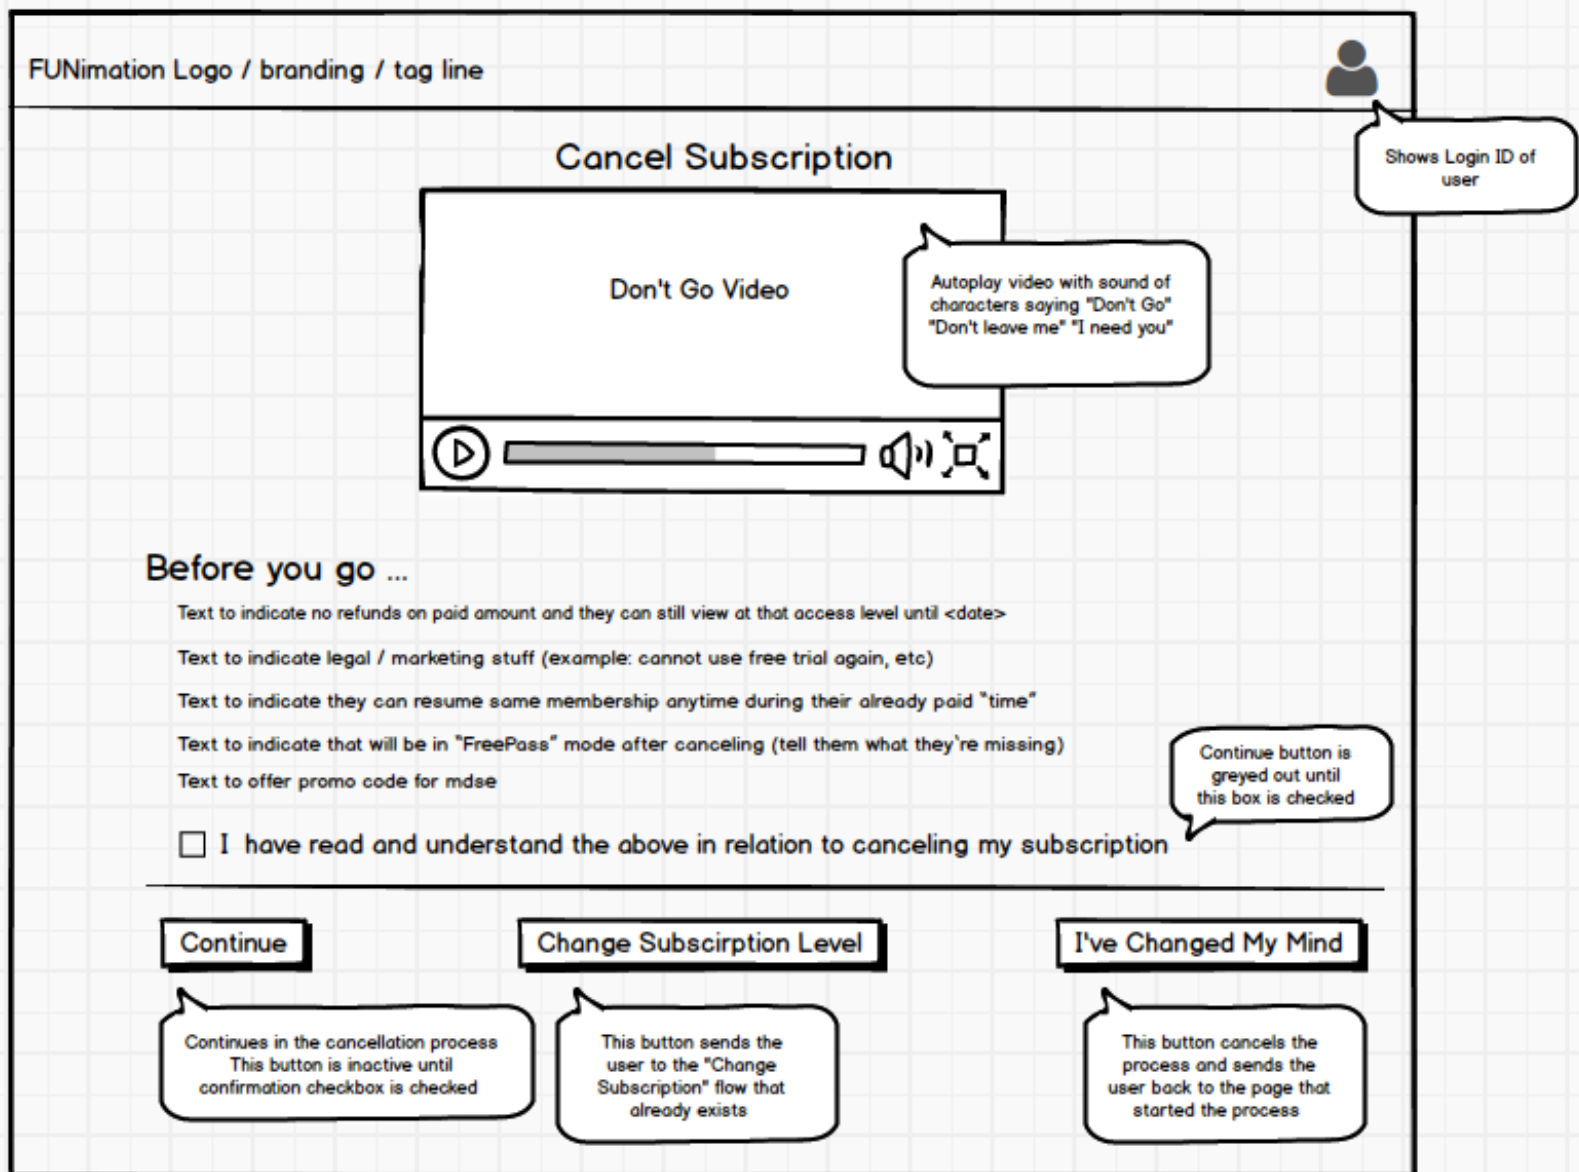 FUNimation Logo / branding / tag line
Shows Login ID of
user
Cancel Subscription
Don't Go Video
Autoplay video with sound of
characters saying "Don't Go"
"Don't leave me" "I need you"
Before you go ...
Text to indicate no refunds on paid amount and they can still view at that access level until <date>
Text to indicate legal / marketing stuff (example: cannot use free trial again, etc)
Text to indicate they can resume same membership anytime during their already paid “time”
Text to indicate that will be in “FreePass” mode after canceling (tell them what they're missing)
Text to offer promo code for mdse
Continue button is
greyed out until
this box is checked
I have read and understand the above in relation to canceling my subscription
Continue
Change Subscirption Level
I've Changed My Mind
Continues in the cancellation process
This button is inactive until
confirmation checkbox is checked
This button sends the
user to the "Change
Subscription" flow that
already exists
This button cancels the
process and sends the
user back to the page that
started the process